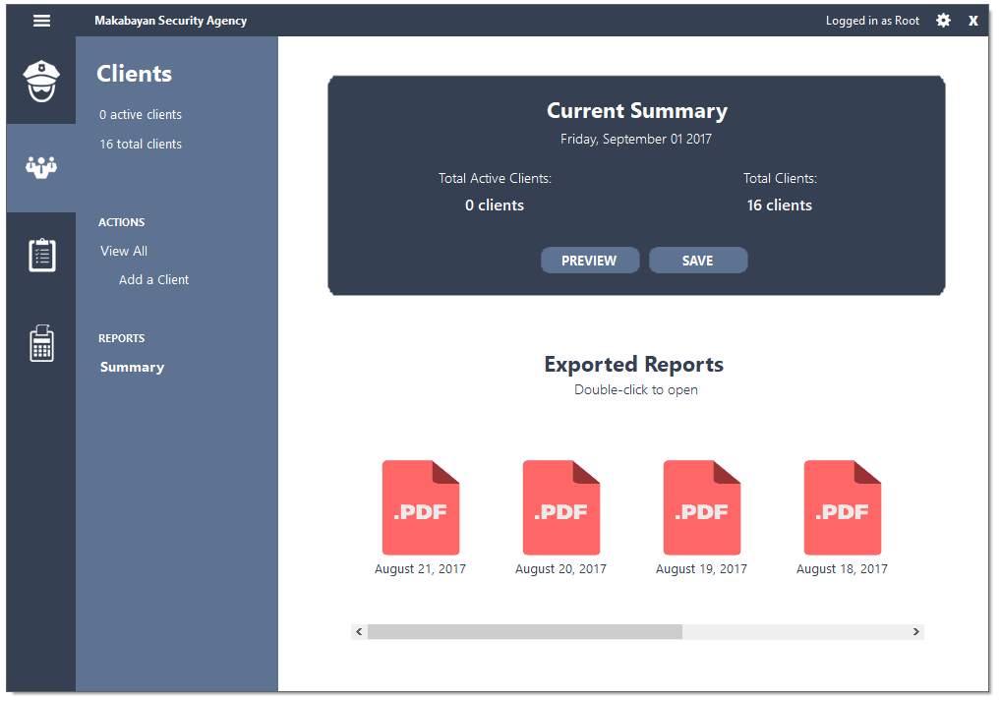 Makabayan Security Agency
Logged in as Root
X
Clients
0 active clients
16 total clients
ACTIONS
View All
Add a Client
REPORTS
Summary
Current Summary
Friday, September 01 2017
Total Active Clients:
0 clients
Total Clients:
16 clients
PREVIEW
SAVE
Exported Reports
Double-click to open
.PDF
August 21, 2017
.PDF
August 20, 2017
.PDF
August 19, 2017
.PDF
August 18, 2017